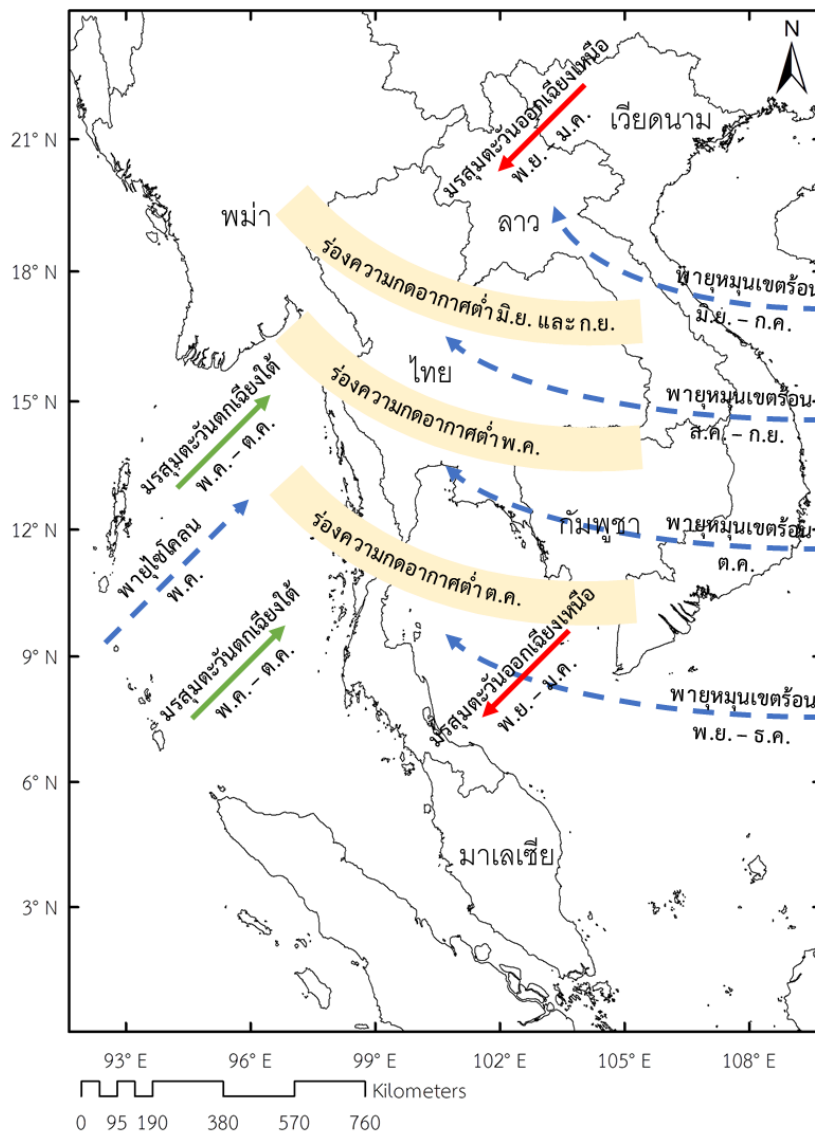 N
มรสุมตะวันออกเฉียงเหนือ
พ.ย. – ม.ค.
เวียดนาม
21° N
พม่า
ลาว
ร่องความกดอากาศต่ำ มิ.ย. และ ก.ย.
18° N
พายุหมุนเขตร้อน
มิ.ย. – ก.ค.
ไทย
15° N
มรสุมตะวันตกเฉียงใต้
พ.ค. – ต.ค.
ร่องความกดอากาศต่ำ พ.ค.
พายุหมุนเขตร้อน
ส.ค. – ก.ย.
12° N
พายุไซโคลน
พ.ค.
ร่องความกดอากาศต่ำ ต.ค.
กัมพูชา
พายุหมุนเขตร้อน
ต.ค.
9° N
มรสุมตะวันตกเฉียงใต้
พ.ค. – ต.ค.
มรสุมตะวันออกเฉียงเหนือ
พ.ย. – ม.ค.
พายุหมุนเขตร้อน
พ.ย. – ธ.ค.
6° N
มาเลเซีย
3° N
93° E 96° E 99° E 102° E 105° E 108° E
Kilometers
0 95 190 380 570 760